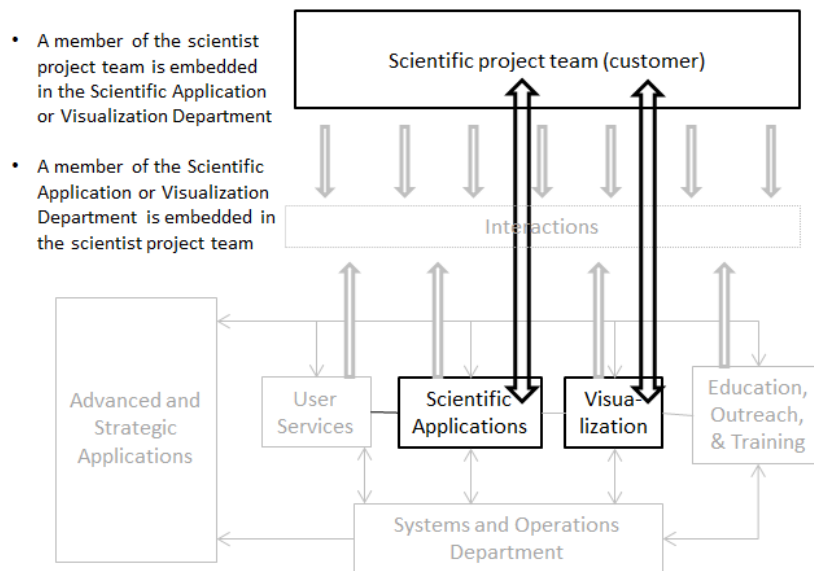 • A member of the scientist
project team is embedded
in the Scientific Application
or Visualization Department
• A member of the Scientific
Application or Visualization
Department is embedded in
the scientist project team
Scientific project team (customer)
Interactions
Advanced and
Strategic
Applications
User
Services
Scientific
Applications
Visua-
lization
Education,
Outreach,
& Training
Systems and Operations
Department